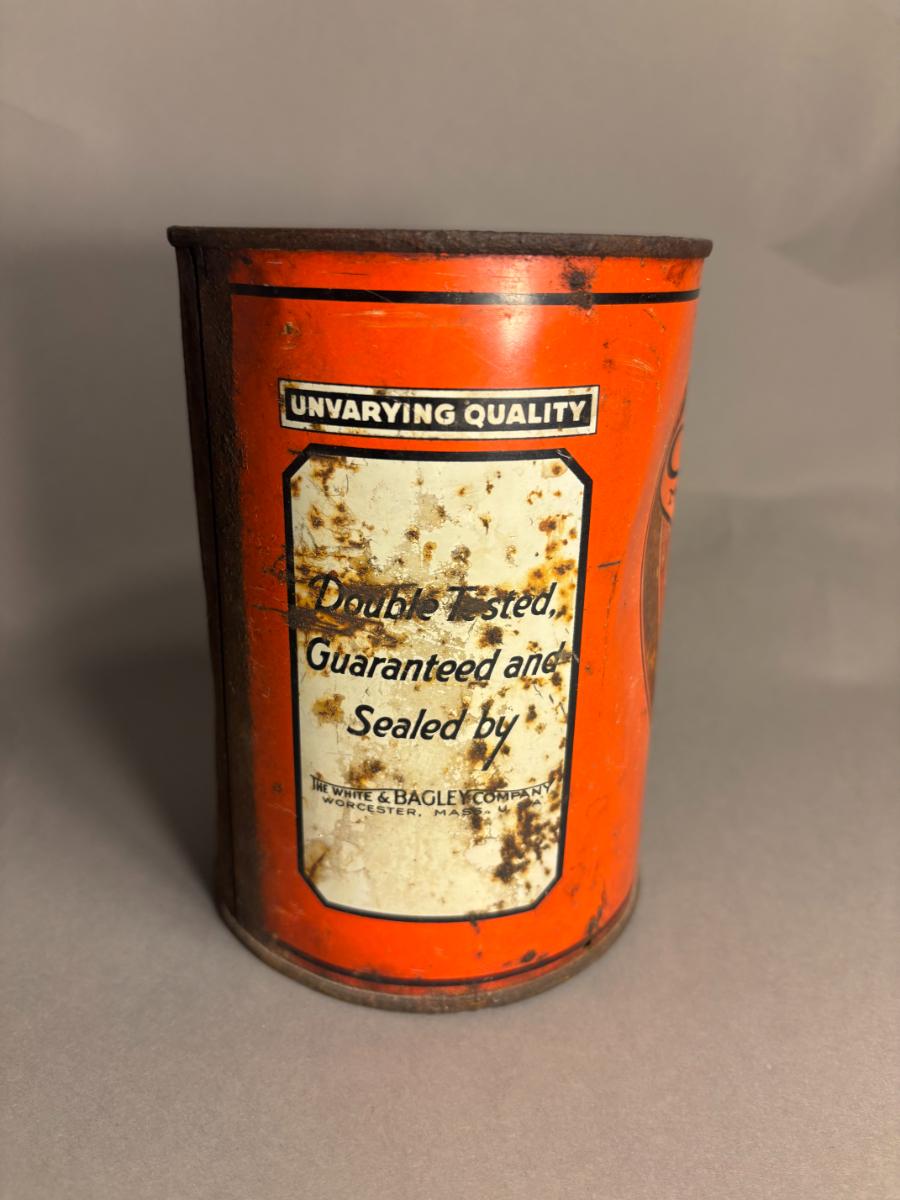 UNVARYING QUALITY
Double Tested,
Guaranteed and
Sealed by
THE WHITE & BAGLEY COMPANY
WORCESTER, MASS. U.